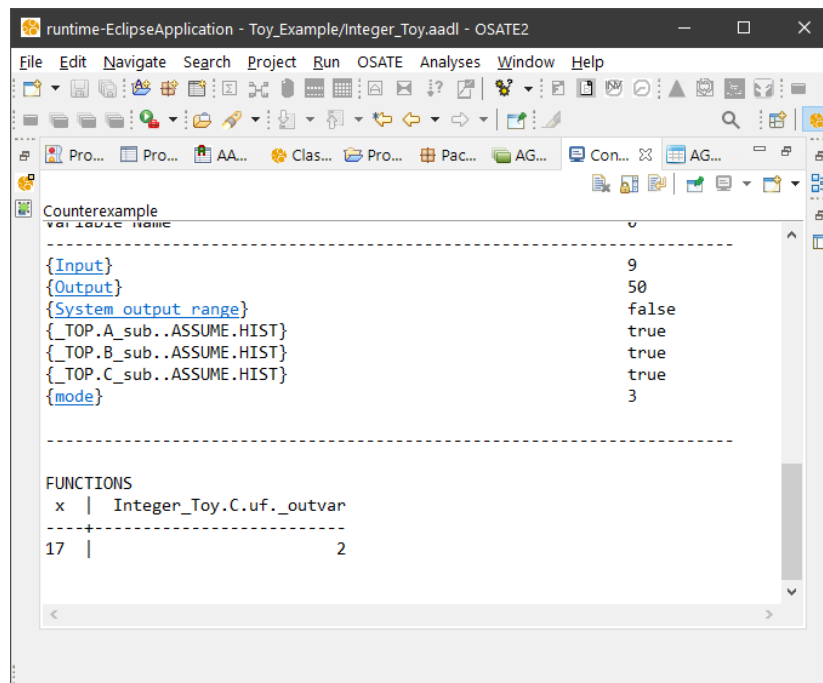 runtime-EclipseApplication - Toy_Example/Integer_Toy.aadl - OSATE2
File Edit Navigate Search Project Run OSATE Analyses Window Help
Pro... Pro... AA... Clas... Pro... Pac... AG... Con... AG...
Counterexample
Variable Name 0
--------------------------------------------------------------------------
{Input} 9
{Output} 50
{System output range} false
{_TOP.A_sub..ASSUME.HIST} true
{_TOP.B_sub..ASSUME.HIST} true
{_TOP.C_sub..ASSUME.HIST} true
{mode} 3
--------------------------------------------------------------------------
FUNCTIONS
x | Integer_Toy.C.uf._outvar
----+---------------------------
17 | 2